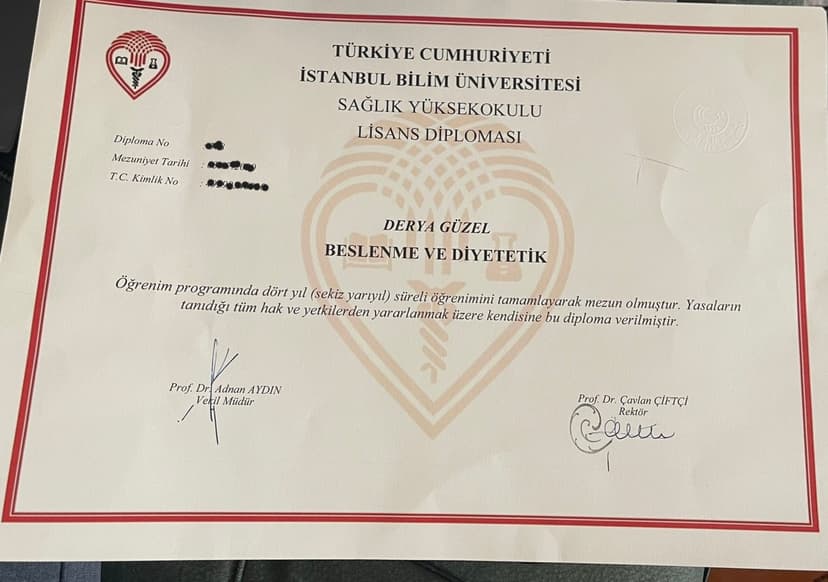 TÜRKİYE CUMHURİYETİ
İSTANBUL BİLİM ÜNİVERSİTESİ
SAĞLIK YÜKSEKOKULU
LİSANS DİPLOMASI
Diploma No
Mezuniyet Tarihi :
T.C. Kimlik No :
DERYA GÜZEL
BESLENME VE DİYETETİK
Öğrenim programında dört yıl (sekiz yarıyıl) süreli öğrenimini tamamlayarak mezun olmuştur. Yasaların
tanıdığı tüm hak ve yetkilerden yararlanmak üzere kendisine bu diploma verilmiştir.
Prof. Dr. Adnan AYDIN
Vekil Müdür
Prof. Dr. Çavlan ÇİFTÇİ
Rektör